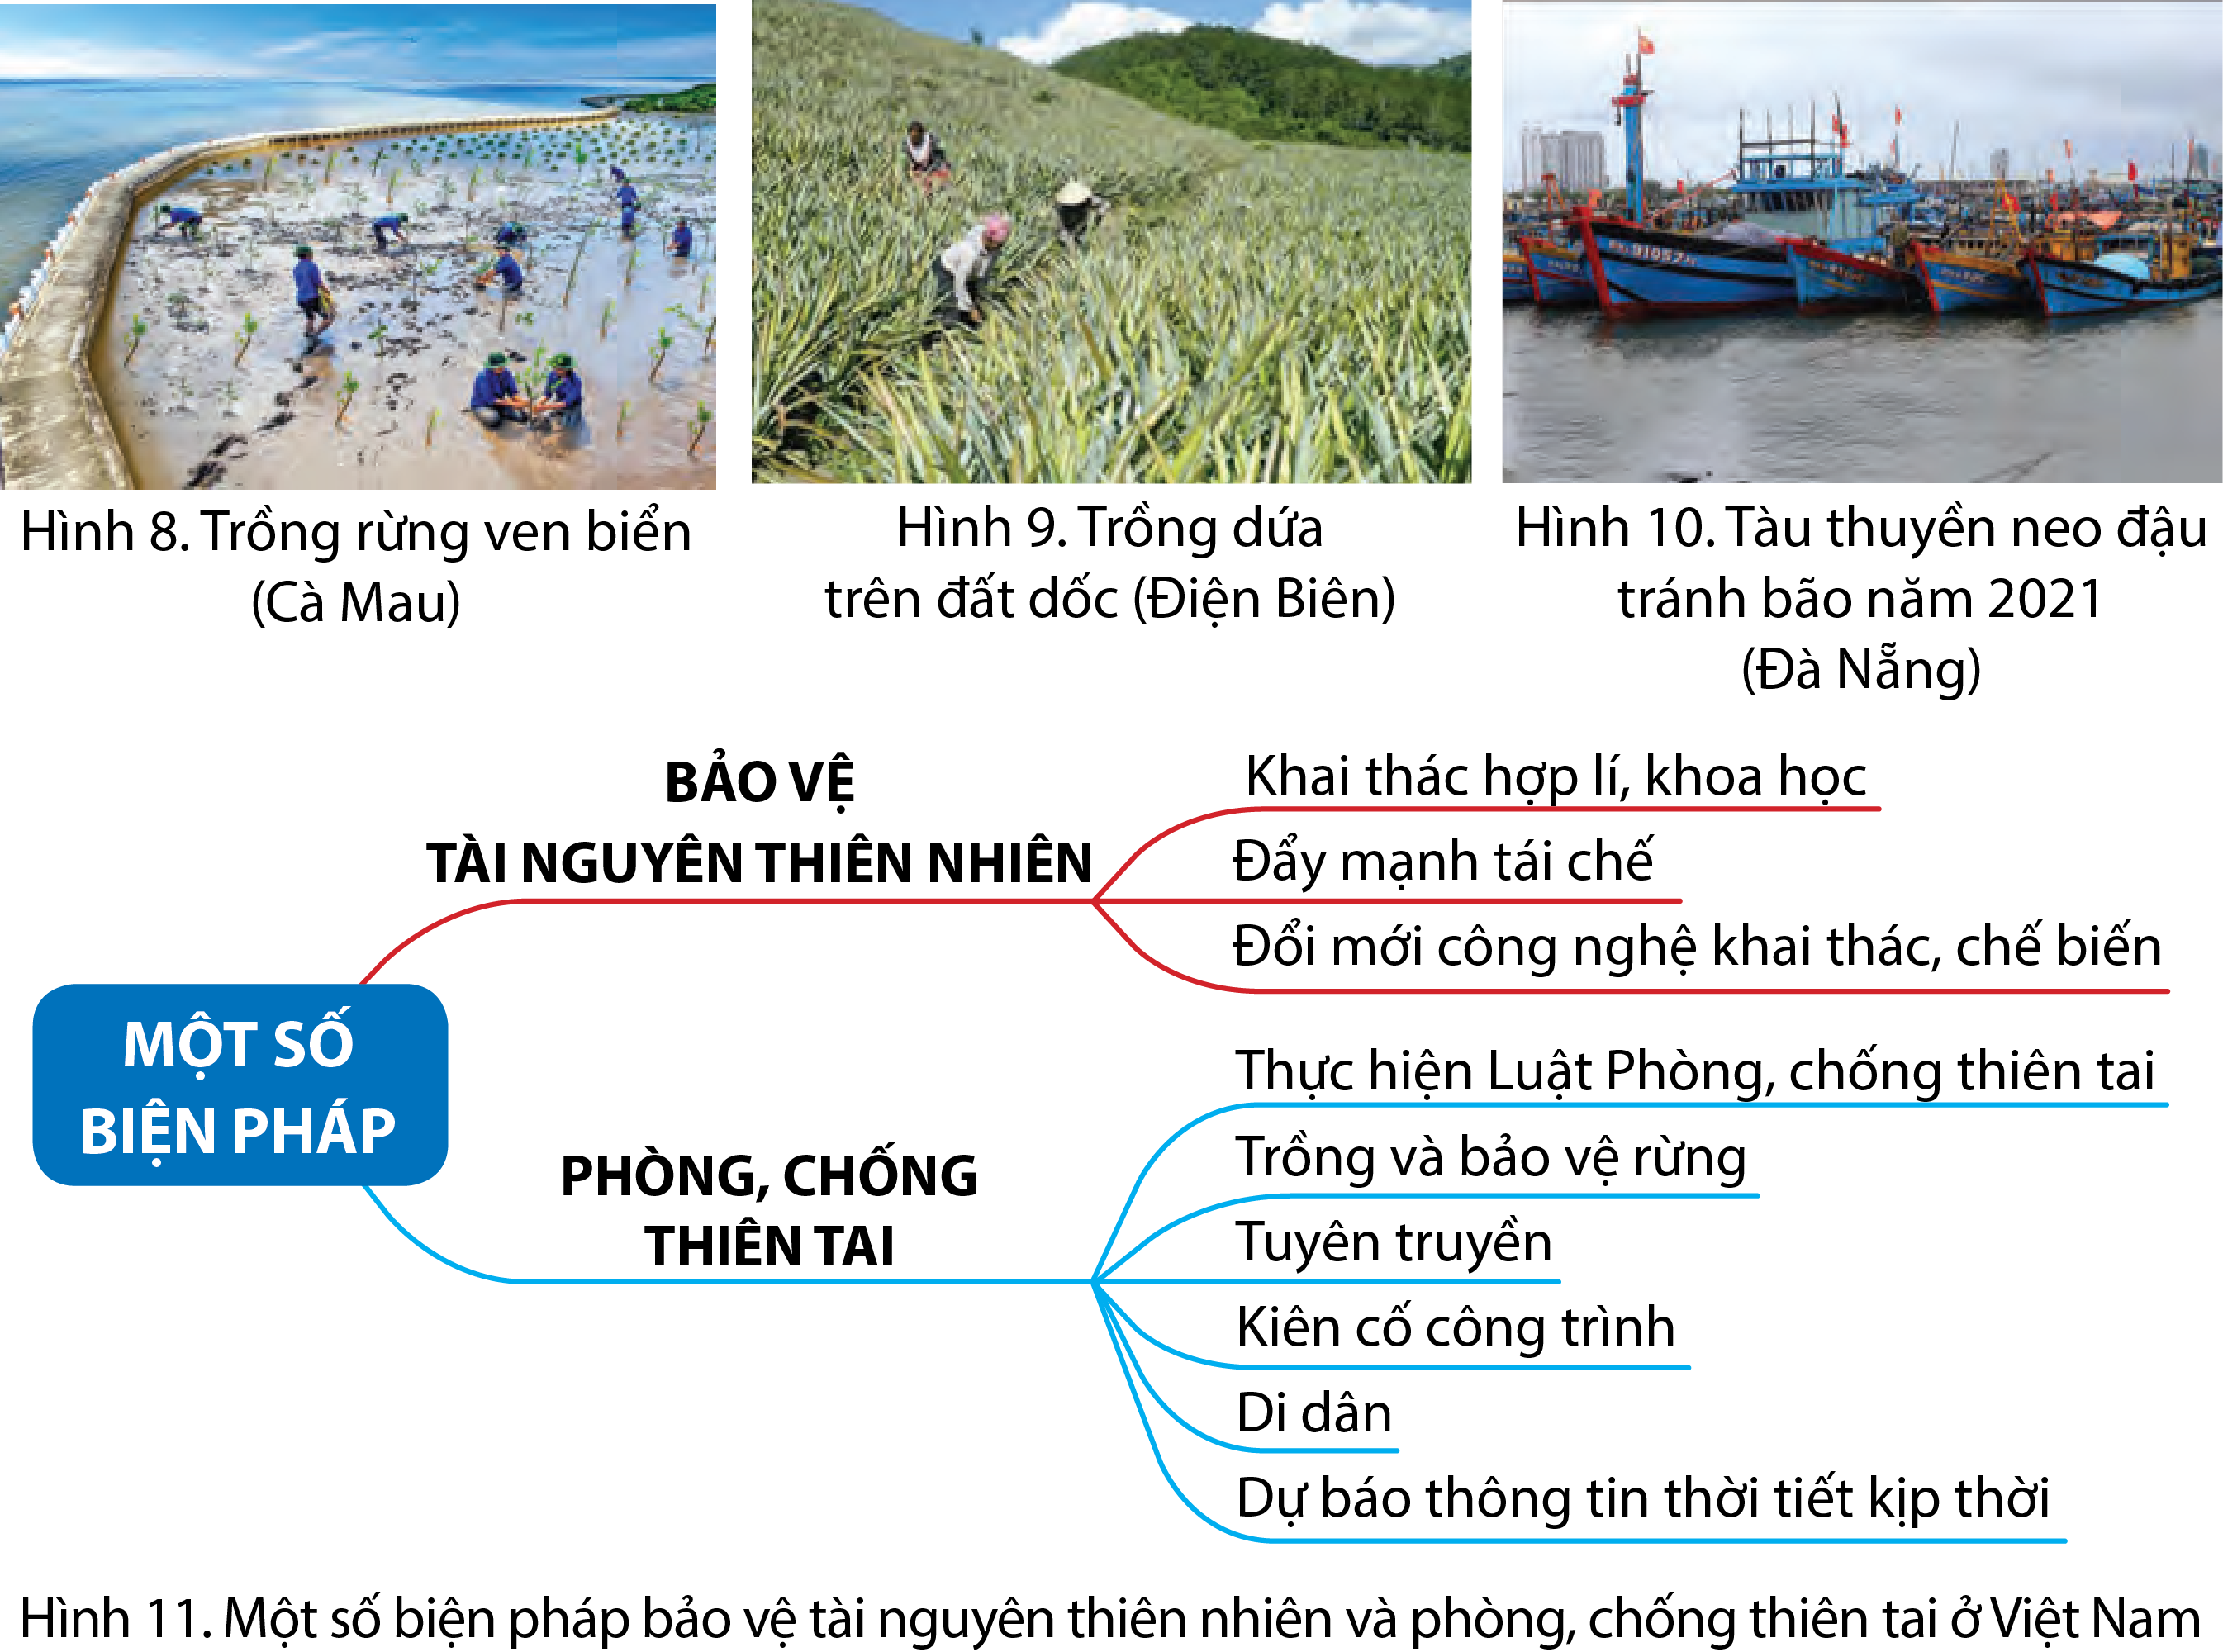 Hình 8. Trồng rừng ven biển
(Cà Mau)
Hình 9. Trồng dứa
trên đất dốc (Điện Biên)
Hình 10. Tàu thuyền neo đậu
tránh bão năm 2021
(Đà Nẵng)
MỘT SỐ
BIỆN PHÁP
BẢO VỆ
TÀI NGUYÊN THIÊN NHIÊN
Khai thác hợp lí, khoa học
Đẩy mạnh tái chế
Đổi mới công nghệ khai thác, chế biến
PHÒNG, CHỐNG
THIÊN TAI
Thực hiện Luật Phòng, chống thiên tai
Trồng và bảo vệ rừng
Tuyên truyền
Kiên cố công trình
Di dân
Dự báo thông tin thời tiết kịp thời
Hình 11. Một số biện pháp bảo vệ tài nguyên thiên nhiên và phòng, chống thiên tai ở Việt Nam